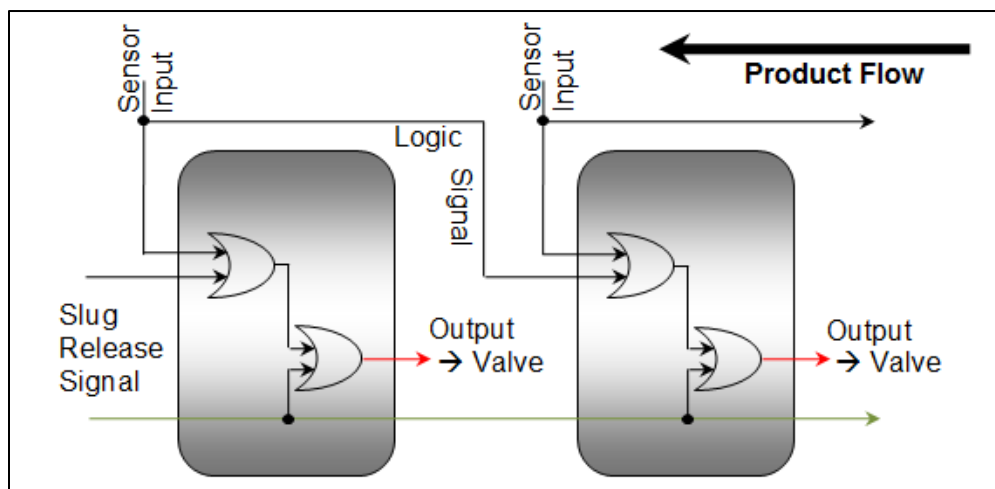 Sensor
Input
Sensor
Input
Product Flow
Logic
Signal
Slug
Release
Signal
Output
→ Valve
Output
→ Valve